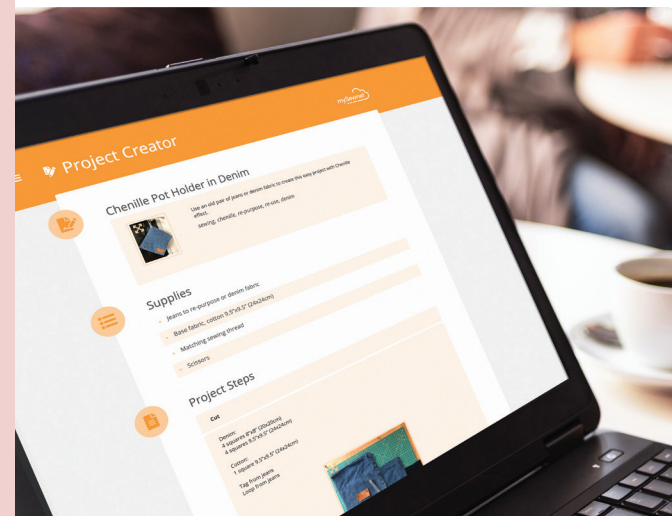 mySewnet
Project Creator
Chenille Pot Holder in Denim
Use an old pair of jeans or denim fabric to create this easy project with Chenille
effect.
sewing, chenille, re-purpose, re-use, denim
Supplies
Jeans to re-purpose or denim fabric
Base fabric, cotton 9.5"x9.5" (24x24cm)
Matching sewing thread
Scissors
Project Steps
Cut
Denim:
4 squares 8"x8" (20x20cm)
4 squares 9.5"x9.5" (24x24cm)
Cotton:
1 square 9.5"x9.5" (24x24cm)
Tag from jeans
Loop from jeans